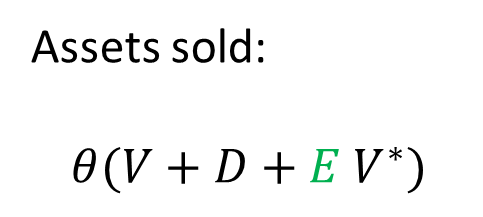 Assets sold:
θ(V + D + E V*)